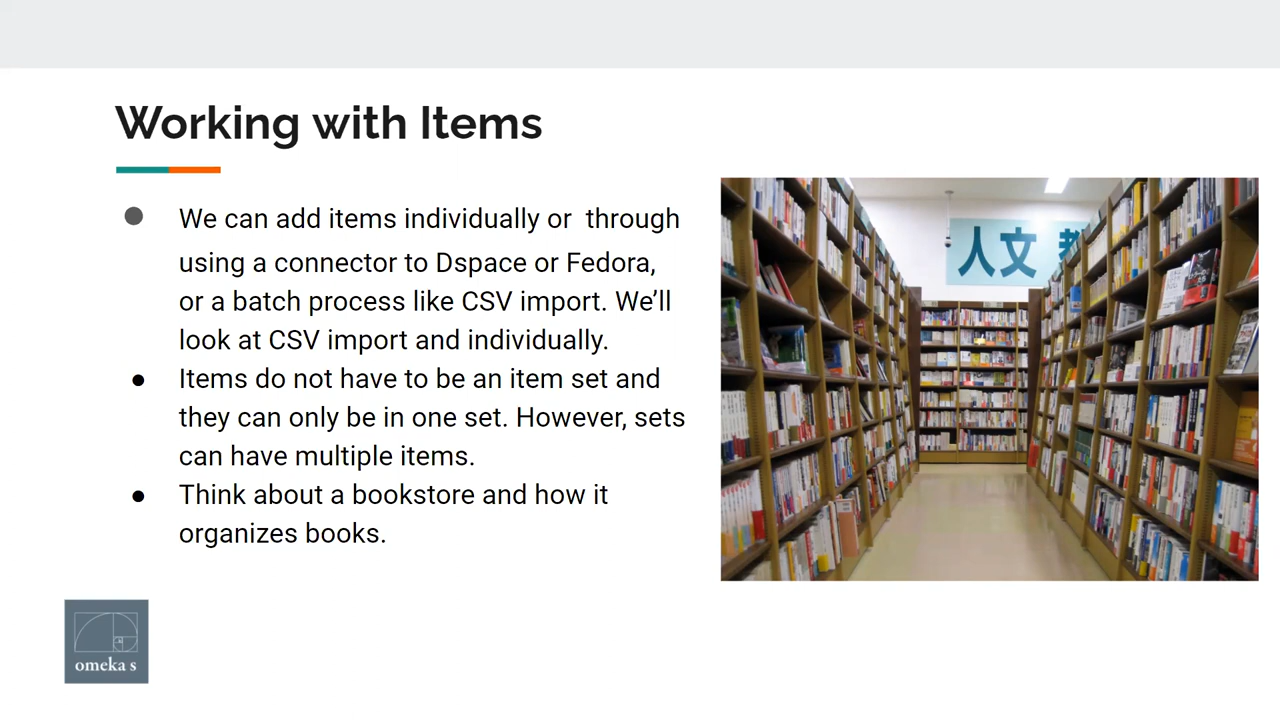 Working with Items
We can add items individually or  through
using a connector to Dspace or Fedora,
or a batch process like CSV import. We’ll
look at CSV import and individually.
Items do not have to be an item set and
they can only be in one set. However, sets
can have multiple items.
Think about a bookstore and how it
organizes books.
人文
omeka s